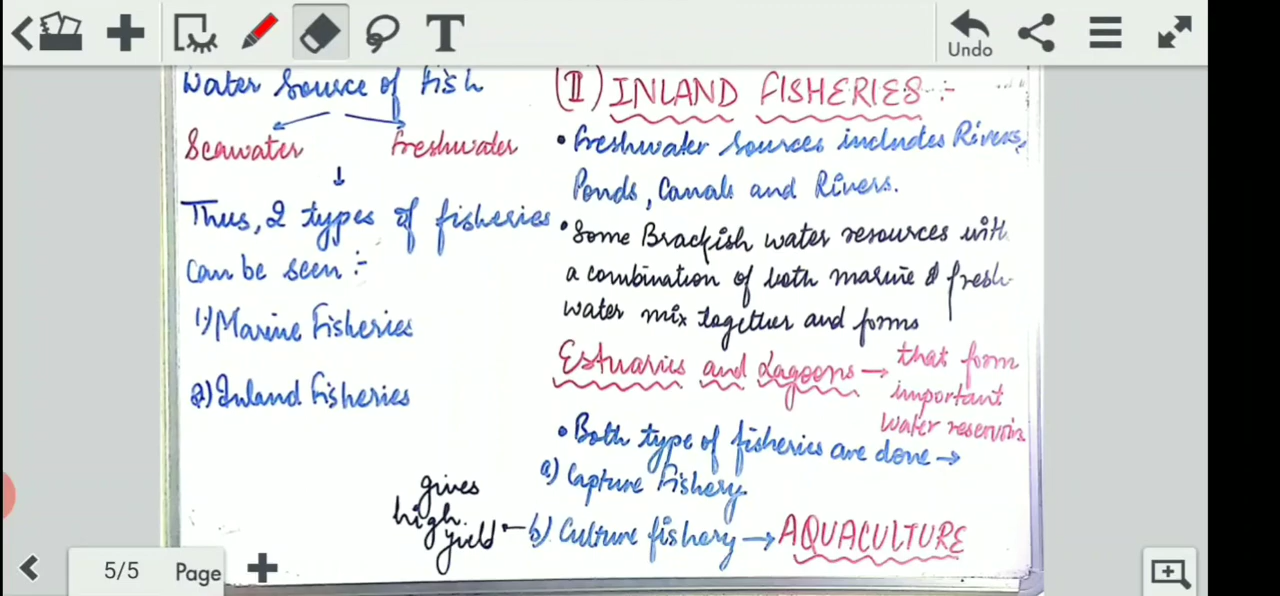 T
Undo
Water Source of Fish
Seawater Freshwater
Thus, 2 types of fisheries
can be seen :-
1) Marine Fisheries
2) Inland Fisheries
(II) INLAND FISHERIES :-
• Freshwater sources includes Rivers,
Ponds, Canals and Rivers.
• Some Brackish water resources with
a combination of both marine & fresh
water mix together and forms
Estuaries and Lagoons → that form
important
water reservoirs
• Both type of fisheries are done →
a) Capture Fishery
b) Culture fishery → AQUACULTURE
gives
high
yield
5/5 Page